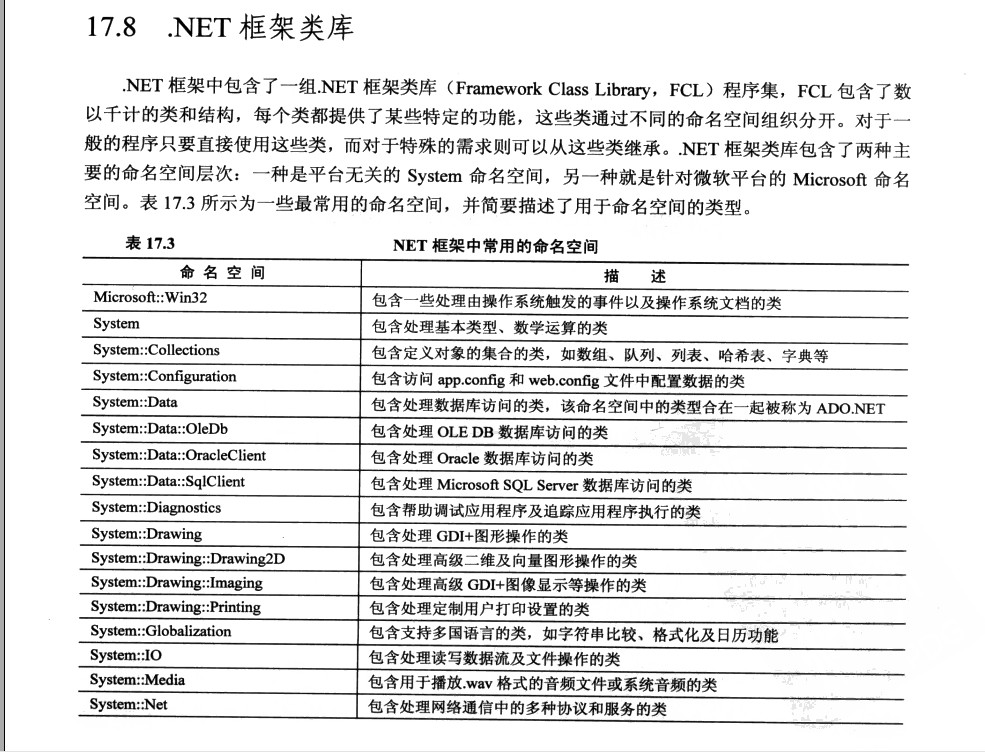 17.8 .NET 框架类库
.NET 框架中包含了一组.NET 框架类库（Framework Class Library，FCL）程序集，FCL 包含了数
以千计的类和结构，每个类都提供了某些特定的功能，这些类通过不同的命名空间组织分开。对于一
般的程序只要直接使用这些类，而对于特殊的需求则可以从这些类继承。.NET 框架类库包含了两种主
要的命名空间层次：一种是平台无关的 System 命名空间，另一种就是针对微软平台的 Microsoft 命名
空间。表 17.3 所示为一些最常用的命名空间，并简要描述了用于命名空间的类型。
表 17.3 NET 框架中常用的命名空间
命名空间 描述
Microsoft::Win32 包含一些处理由操作系统触发的事件以及操作系统文档的类
System 包含处理基本类型、数学运算的类
System::Collections 包含定义对象的集合的类，如数组、队列、列表、哈希表、字典等
System::Configuration 包含访问 app.config 和 web.config 文件中配置数据的类
System::Data 包含处理数据库访问的类，该命名空间中的类型合在一起被称为 ADO.NET
System::Data::OleDb 包含处理 OLE DB 数据库访问的类
System::Data::OracleClient 包含处理 Oracle 数据库访问的类
System::Data::SqlClient 包含处理 Microsoft SQL Server 数据库访问的类
System::Diagnostics 包含帮助调试应用程序及追踪应用程序执行的类
System::Drawing 包含处理 GDI+图形操作的类
System::Drawing::Drawing2D 包含处理高级二维及向量图形操作的类
System::Drawing::Imaging 包含处理高级 GDI+图像显示等操作的类
System::Drawing::Printing 包含处理定制用户打印设置的类
System::Globalization 包含支持多国语言的类，如字符串比较、格式化及日历功能
System::IO 包含处理读写数据流及文件操作的类
System::Media 包含用于播放.wav 格式的音频文件或系统音频的类
System::Net 包含处理网络通信中的多种协议和服务的类